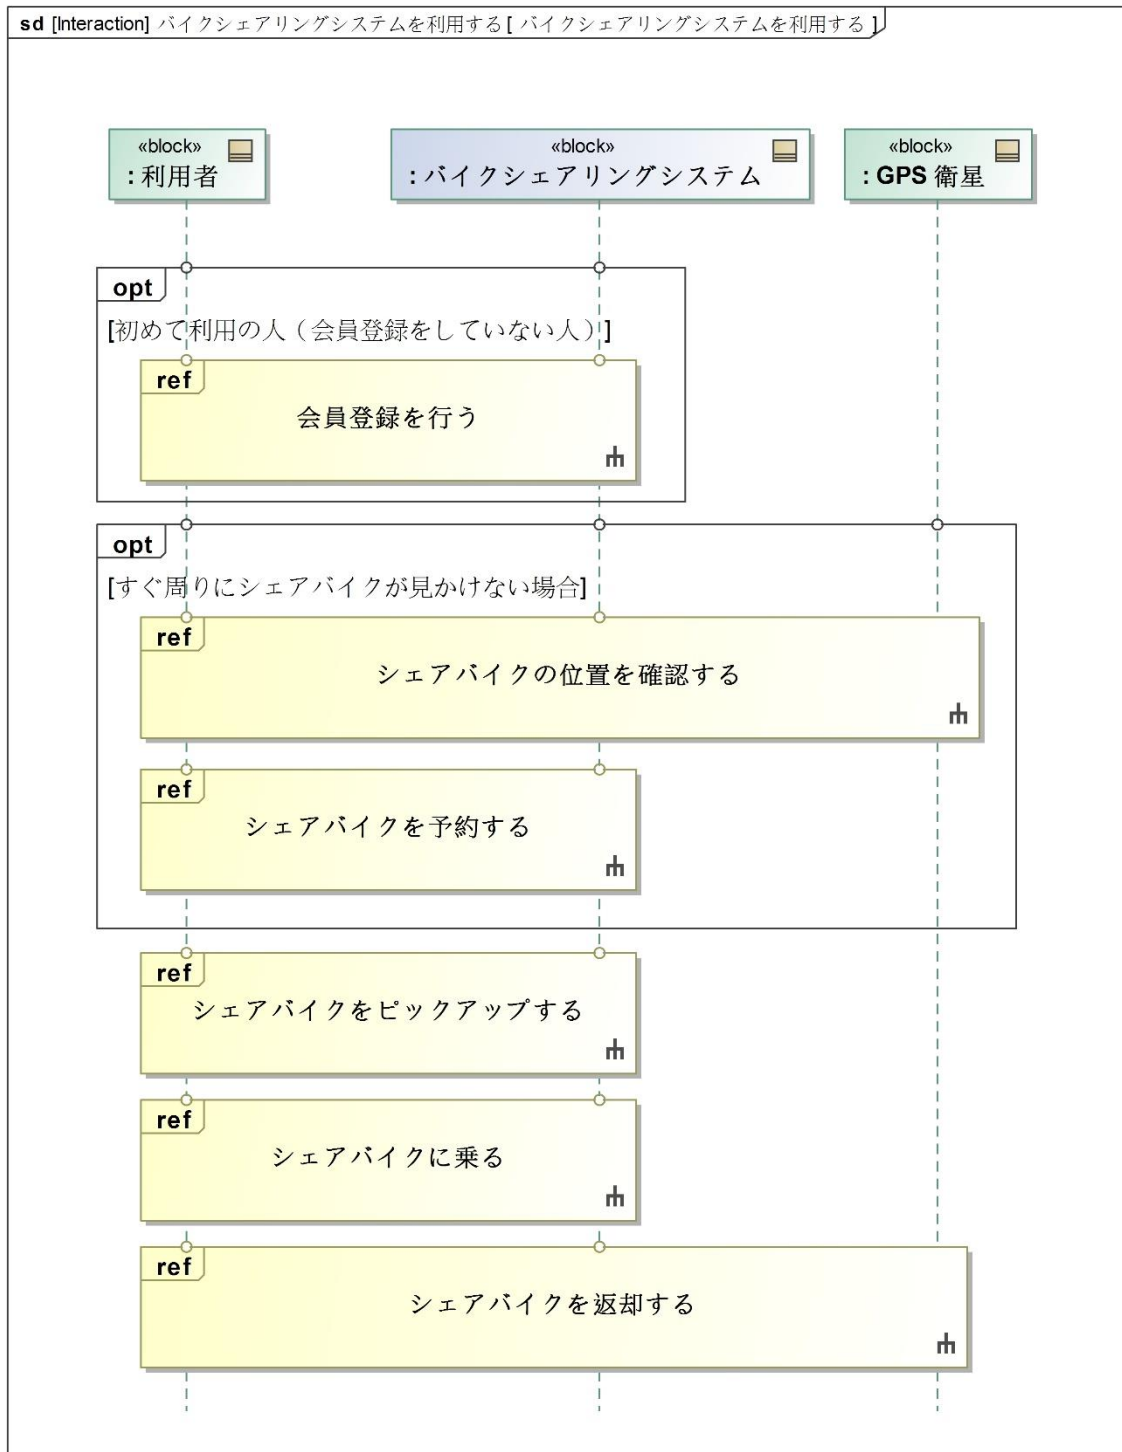 sd [Interaction] バイクシェアリングシステムを利用する[ バイクシェアリングシステムを利用する ]
«block»
: 利用者
«block»
: バイクシェアリングシステム
«block»
: GPS 衛星
opt
[初めて利用の人（会員登録をしていない人）]
ref
会員登録を行う
opt
[すぐ周りにシェアバイクが見かけない場合]
ref
シェアバイクの位置を確認する
ref
シェアバイクを予約する
ref
シェアバイクをピックアップする
ref
シェアバイクに乗る
ref
シェアバイクを返却する